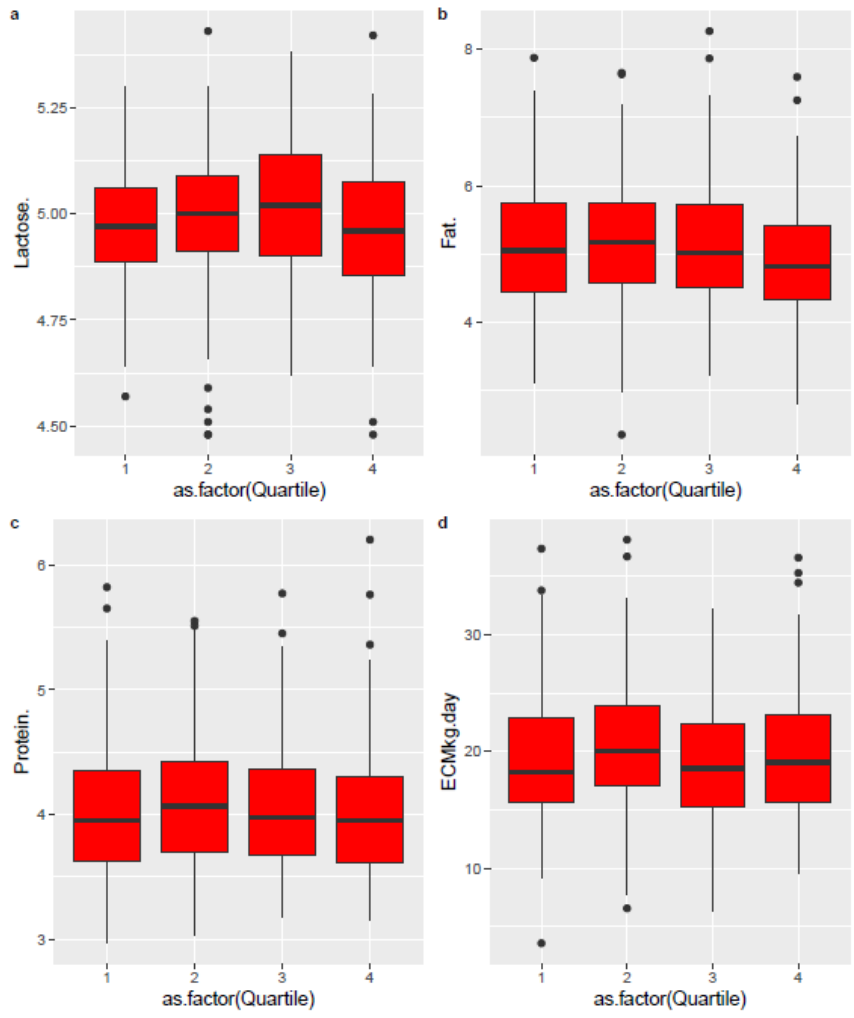 a
Lactose.
5.25
5.00
4.75
4.50
1 2 3 4
as.factor(Quartile)
b
Fat.
8
6
4
1 2 3 4
as.factor(Quartile)
c
Protein.
6
5
4
3
1 2 3 4
as.factor(Quartile)
d
ECMkg.day
30
20
10
1 2 3 4
as.factor(Quartile)